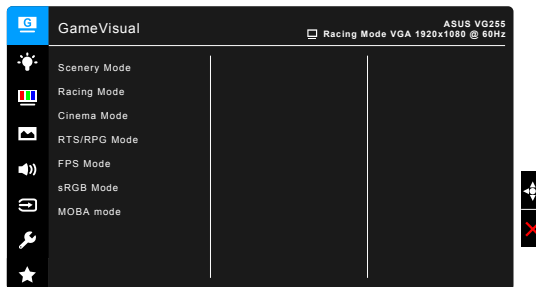 G
GameVisual
ASUS VG255
Racing Mode VGA 1920x1080 @ 60Hz
Scenery Mode
Racing Mode
Cinema Mode
RTS/RPG Mode
FPS Mode
sRGB Mode
MOBA mode